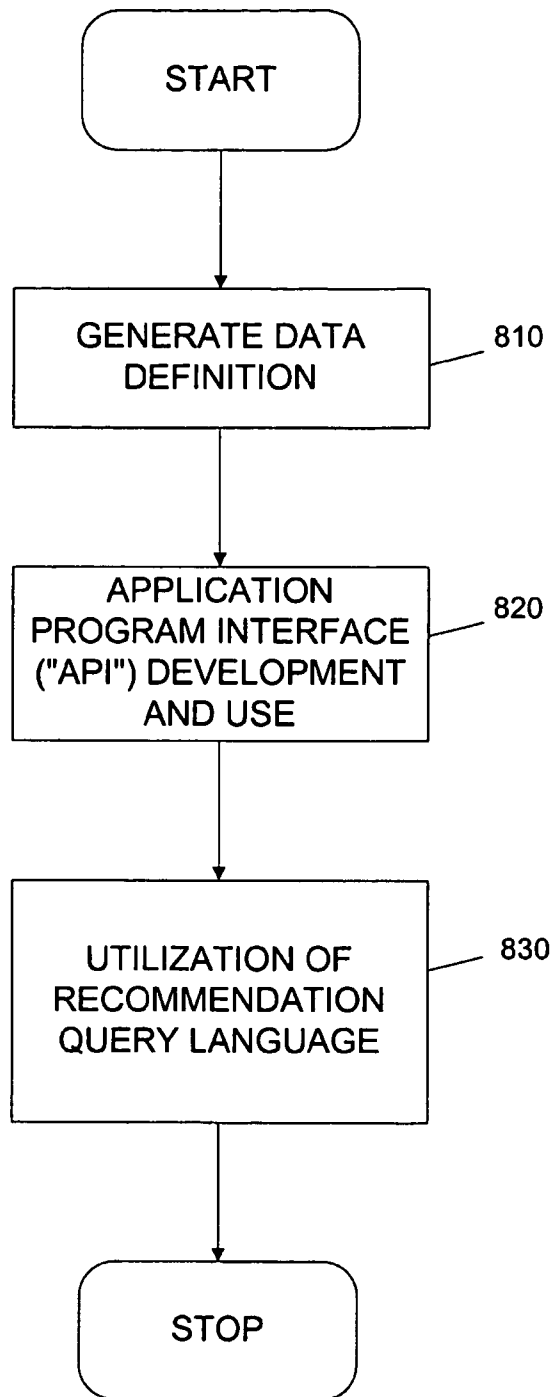 START
GENERATE DATA
DEFINITION
810
APPLICATION
PROGRAM INTERFACE
("API") DEVELOPMENT
AND USE
820
UTILIZATION OF
RECOMMENDATION
QUERY LANGUAGE
830
STOP